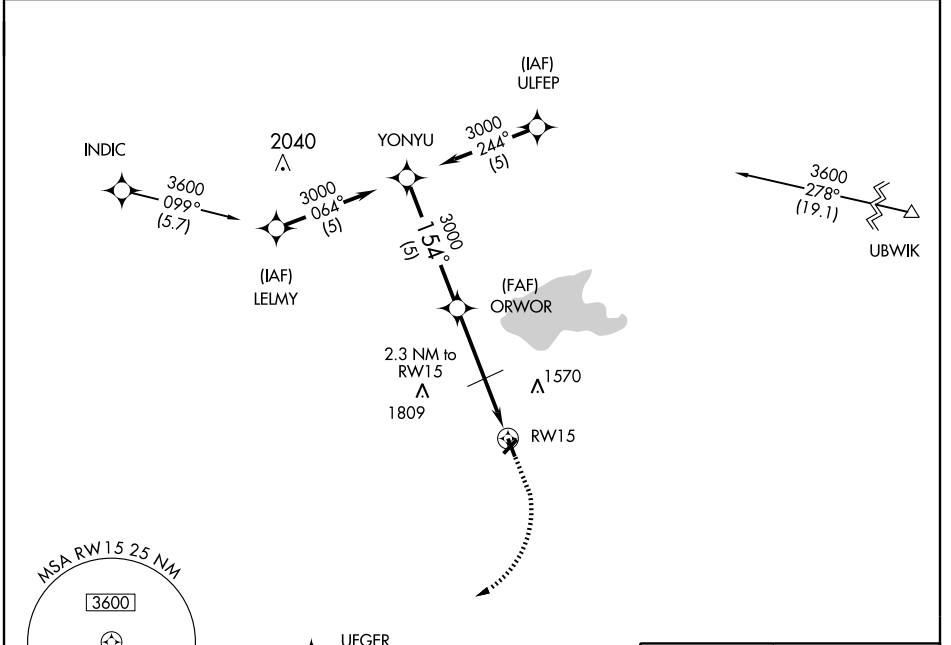 (IAF)
ULFEP
3000
244°
(5)
YONYU
2040
INDIC
3600
099°
(5.7)
3000
064°
(5)
(IAF)
LELMY
3000
154°
(5)
3600
278°
(19.1)
UBWIK
(FAF)
ORWOR
2.3 NM to
RW15
1809
1570
RW15
MSA RW15 25 NM
3600